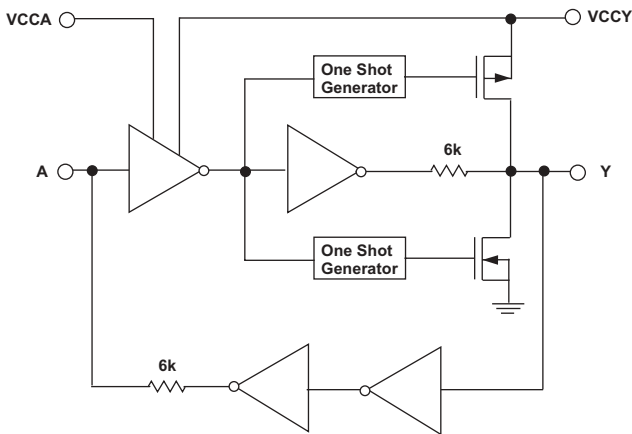 VCCA
VCCY
One Shot
Generator
6k
A
Y
One Shot
Generator
6k